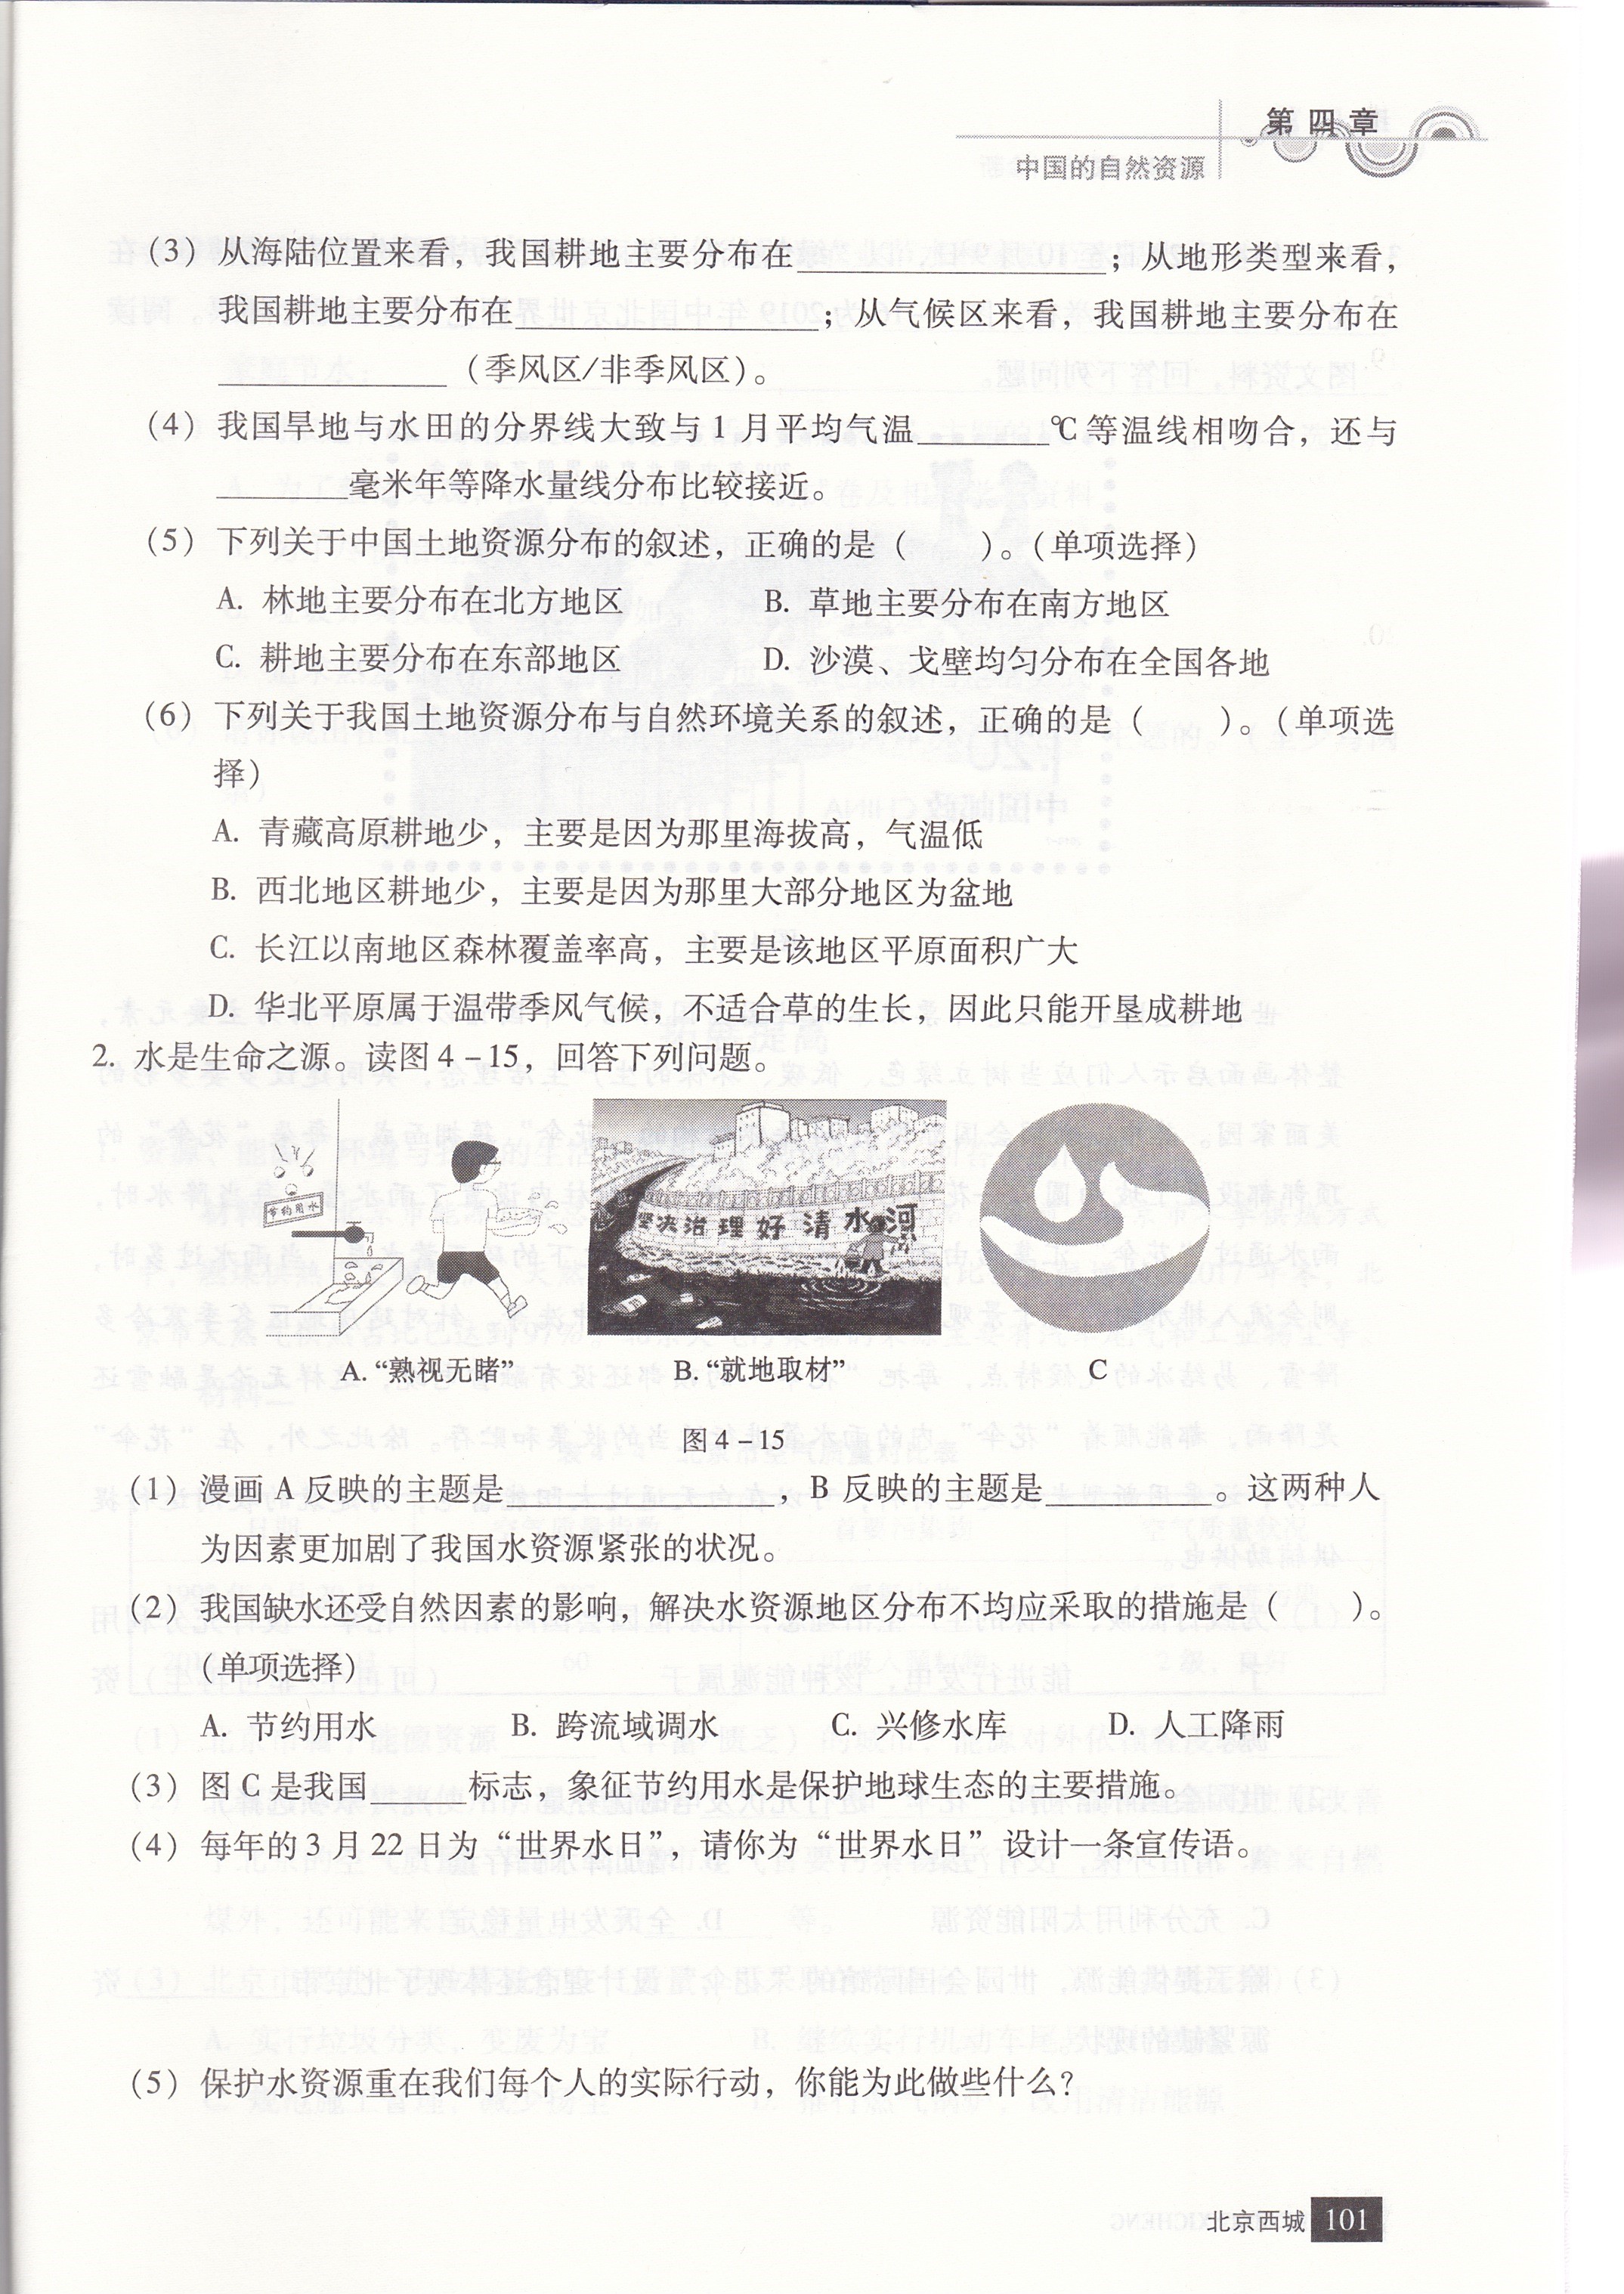 第四章
中国的自然资源
（3）从海陆位置来看，我国耕地主要分布在____________；从地形类型来看，
我国耕地主要分布在____________；从气候区来看，我国耕地主要分布在
____________（季风区/非季风区）。
（4）我国旱地与水田的分界线大致与1月平均气温______℃等温线相吻合，还与
______毫米年等降水量线分布比较接近。
（5）下列关于中国土地资源分布的叙述，正确的是（ ）。（单项选择）
A. 林地主要分布在北方地区 B. 草地主要分布在南方地区
C. 耕地主要分布在东部地区 D. 沙漠、戈壁均匀分布在全国各地
（6）下列关于我国土地资源分布与自然环境关系的叙述，正确的是（ ）。（单项选
择）
A. 青藏高原耕地少，主要是因为那里海拔高，气温低
B. 西北地区耕地少，主要是因为那里大部分地区为盆地
C. 长江以南地区森林覆盖率高，主要是该地区平原面积广大
D. 华北平原属于温带季风气候，不适合草的生长，因此只能开垦成耕地
2. 水是生命之源。读图4－15，回答下列问题。
节约用水
坚决治理好清水河
A. “熟视无睹” B. “就地取材” C
图4－15
（1）漫画A反映的主题是____________，B反映的主题是________。这两种人
为因素更加剧了我国水资源紧张的状况。
（2）我国缺水还受自然因素的影响，解决水资源地区分布不均应采取的措施是（ ）。
（单项选择）
A. 节约用水 B. 跨流域调水 C. 兴修水库 D. 人工降雨
（3）图C是我国____标志，象征节约用水是保护地球生态的主要措施。
（4）每年的3月22日为“世界水日”，请你为“世界水日”设计一条宣传语。
（5）保护水资源重在我们每个人的实际行动，你能为此做些什么？
北京西城 101